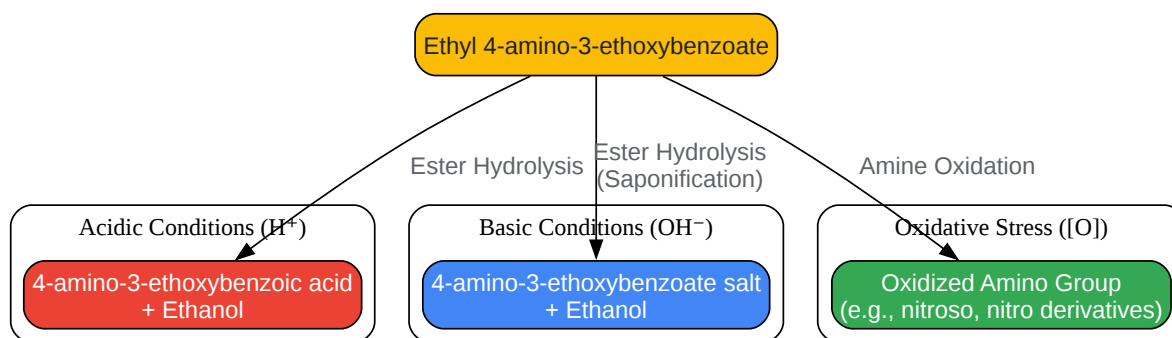 Ethyl 4-amino-3-ethoxybenzoate
Ester Hydrolysis
Ester Hydrolysis
(Saponification)
Amine Oxidation
Acidic Conditions (H⁺)
4-amino-3-ethoxybenzoic acid
+ Ethanol
Basic Conditions (OH⁻)
4-amino-3-ethoxybenzoate salt
+ Ethanol
Oxidative Stress ([O])
Oxidized Amino Group
(e.g., nitroso, nitro derivatives)